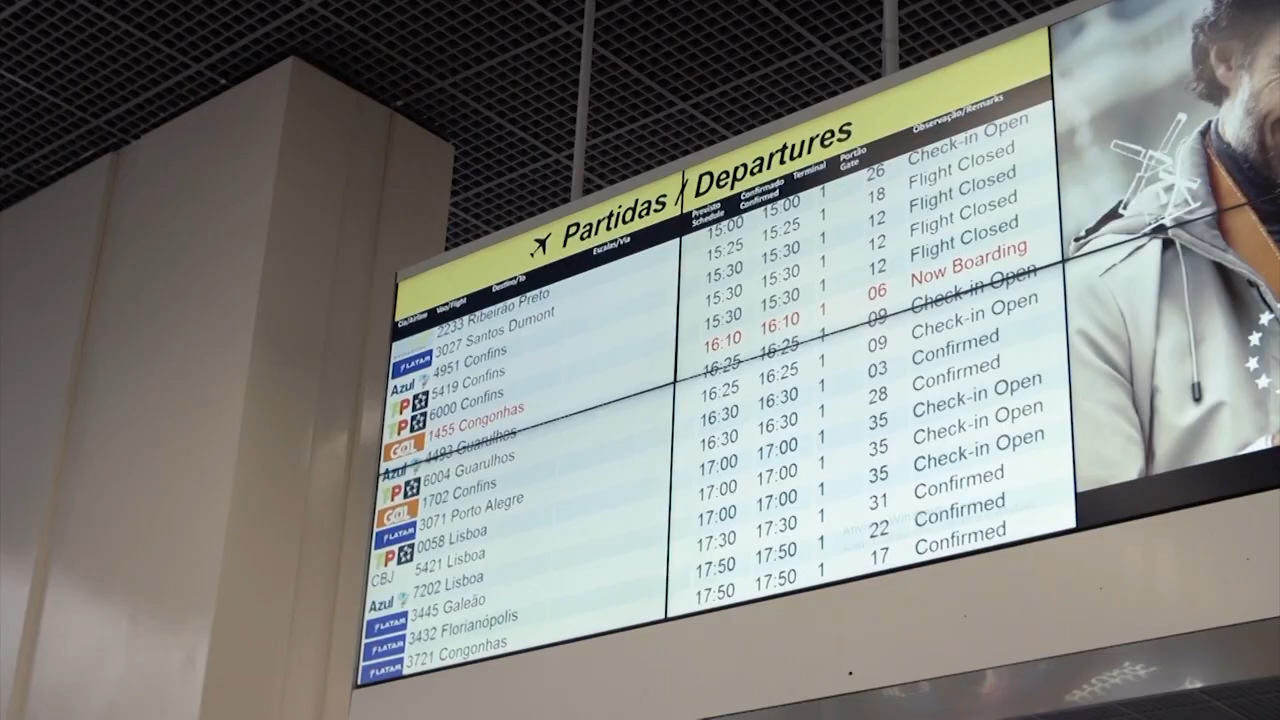 Partidas / Departures
Cia/Airline Voo/Flight Destino/To Escalas/Via Previsto Confirmado Terminal Portão Observação/Remarks
Schedule Confirmed Gate
2233 Ribeirão Preto 15:00 15:00 1 26 Check-in Open
LATAM 3027 Santos Dumont 15:25 15:25 1 18 Flight Closed
Azul 4951 Confins 15:30 15:30 1 12 Flight Closed
TP 5419 Confins 15:30 15:30 1 12 Flight Closed
TP 6000 Confins 15:30 15:30 1 12 Flight Closed
GOL 1455 Congonhas 16:10 16:10 1 06 Now Boarding
Azul 1493 Guarulhos 16:25 16:25 1 09 Check-in Open
TP 6004 Guarulhos 16:25 16:25 1 09 Check-in Open
GOL 1702 Confins 16:30 16:30 1 03 Confirmed
LATAM 3071 Porto Alegre 16:30 16:30 1 28 Confirmed
TP 0058 Lisboa 17:00 17:00 1 35 Check-in Open
CBJ 5421 Lisboa 17:00 17:00 1 35 Check-in Open
Azul 7202 Lisboa 17:00 17:00 1 35 Check-in Open
LATAM 3445 Galeão 17:30 17:30 1 31 Confirmed
LATAM 3432 Florianópolis 17:50 17:50 1 22 Confirmed
LATAM 3721 Congonhas 17:50 17:50 1 17 Confirmed